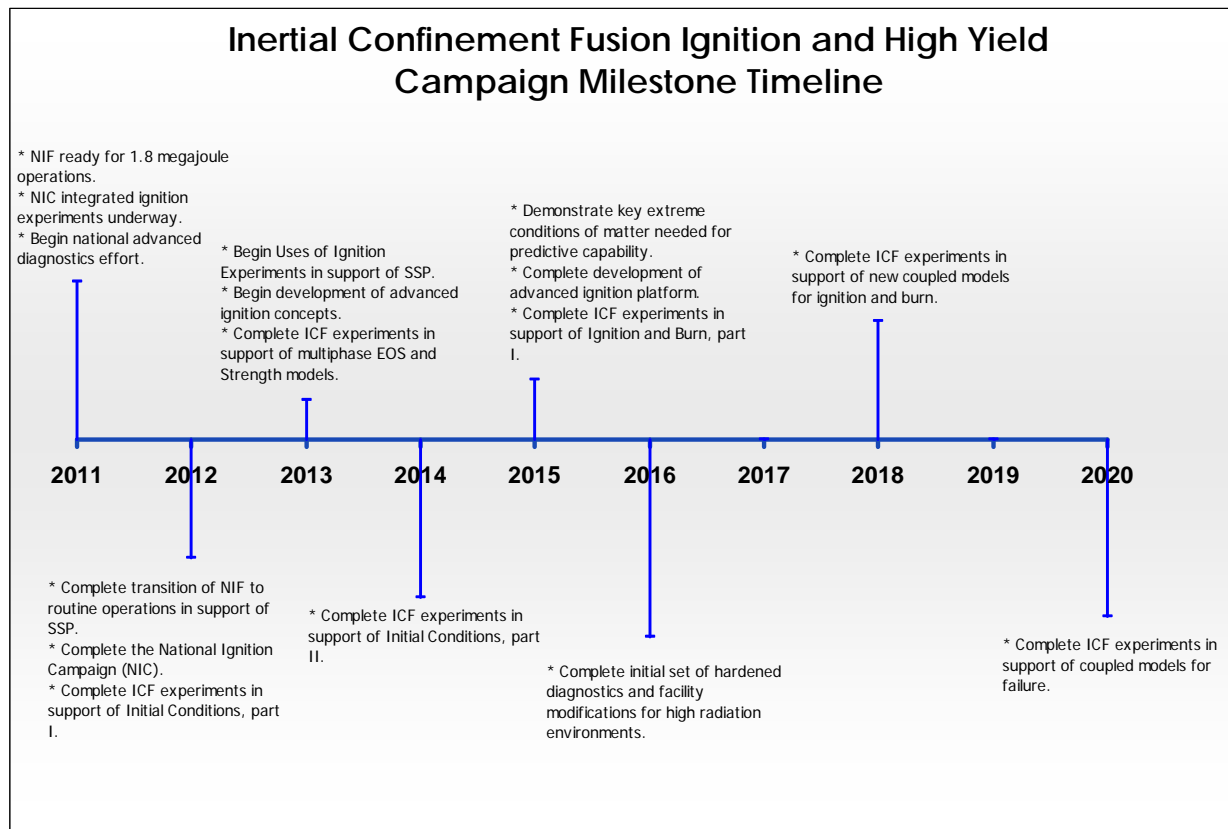 Inertial Confinement Fusion Ignition and High Yield
Campaign Milestone Timeline
* NIF ready for 1.8 megajoule
operations.
* NIC integrated ignition
experiments underway.
* Begin national advanced
diagnostics effort.
* Begin Uses of Ignition
Experiments in support of SSP.
* Begin development of advanced
ignition concepts.
* Complete ICF experiments in
support of multiphase EOS and
Strength models.
* Demonstrate key extreme
conditions of matter needed for
predictive capability.
* Complete development of
advanced ignition platform.
* Complete ICF experiments in
support of Ignition and Burn, part
I.
* Complete ICF experiments in
support of new coupled models
for ignition and burn.
2011 2012 2013 2014 2015 2016 2017 2018 2019 2020
* Complete transition of NIF to
routine operations in support of
SSP.
* Complete the National Ignition
Campaign (NIC).
* Complete ICF experiments in
support of Initial Conditions, part
I.
* Complete ICF experiments in
support of Initial Conditions, part
II.
* Complete initial set of hardened
diagnostics and facility
modifications for high radiation
environments.
* Complete ICF experiments in
support of coupled models for
failure.